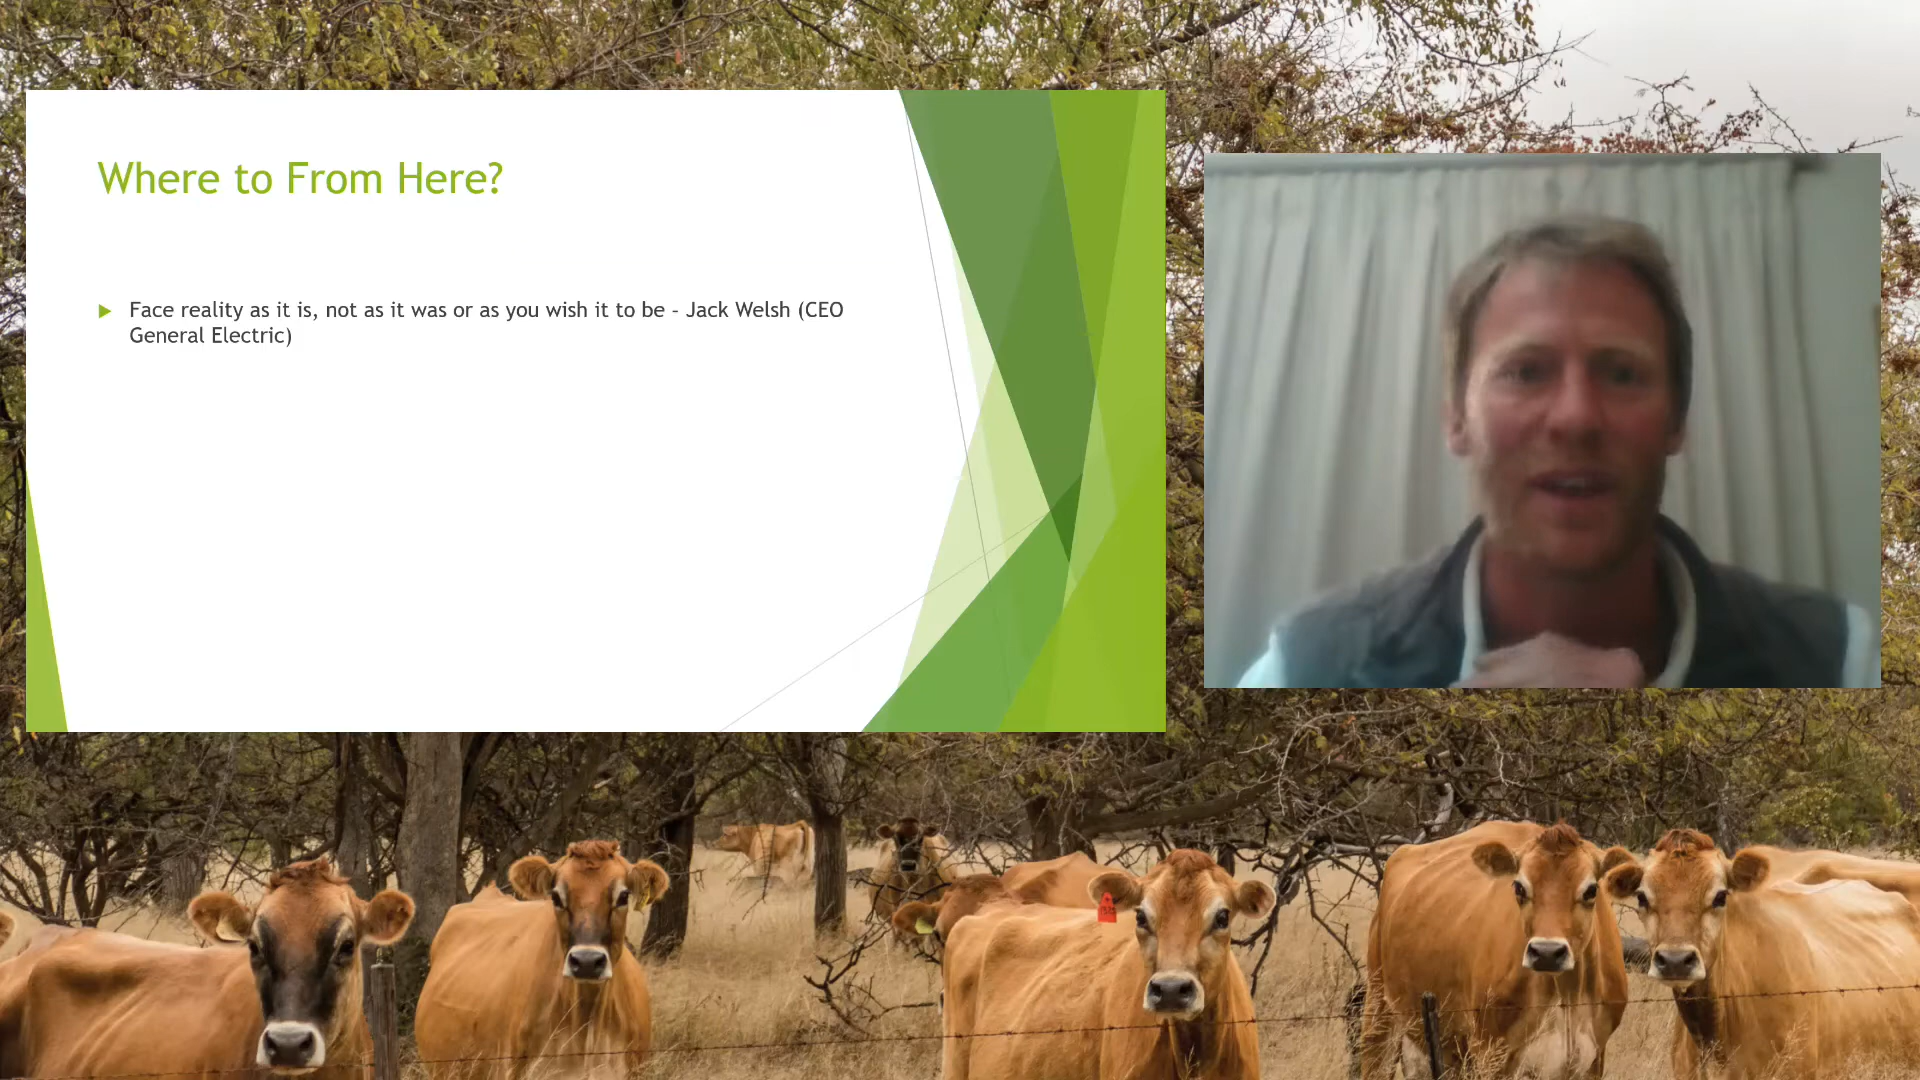 Where to From Here?
Face reality as it is, not as it was or as you wish it to be - Jack Welsh (CEO
General Electric)